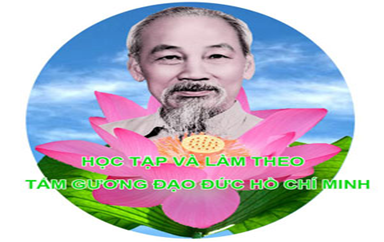 HỌC TẬP VÀ LÀM THEO
TẤM GƯƠNG ĐẠO ĐỨC HỒ CHÍ MINH